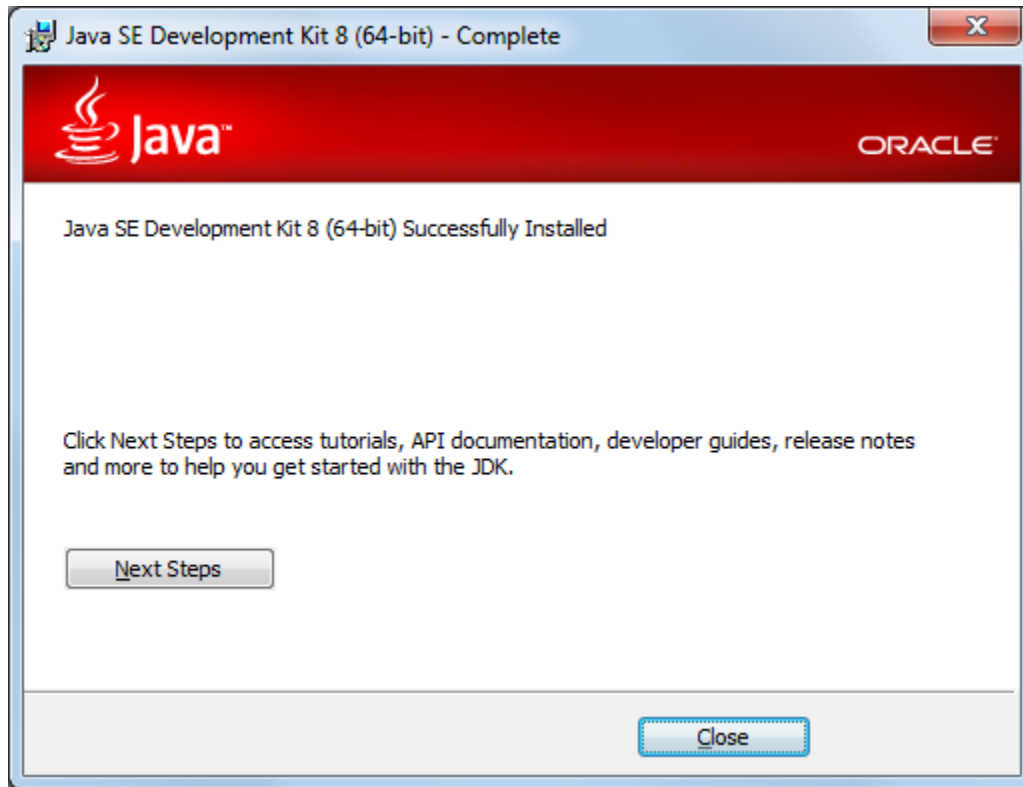 Java SE Development Kit 8 (64-bit) - Complete
Java™
ORACLE®
Java SE Development Kit 8 (64-bit) Successfully Installed
Click Next Steps to access tutorials, API documentation, developer guides, release notes
and more to help you get started with the JDK.
Next Steps
Close